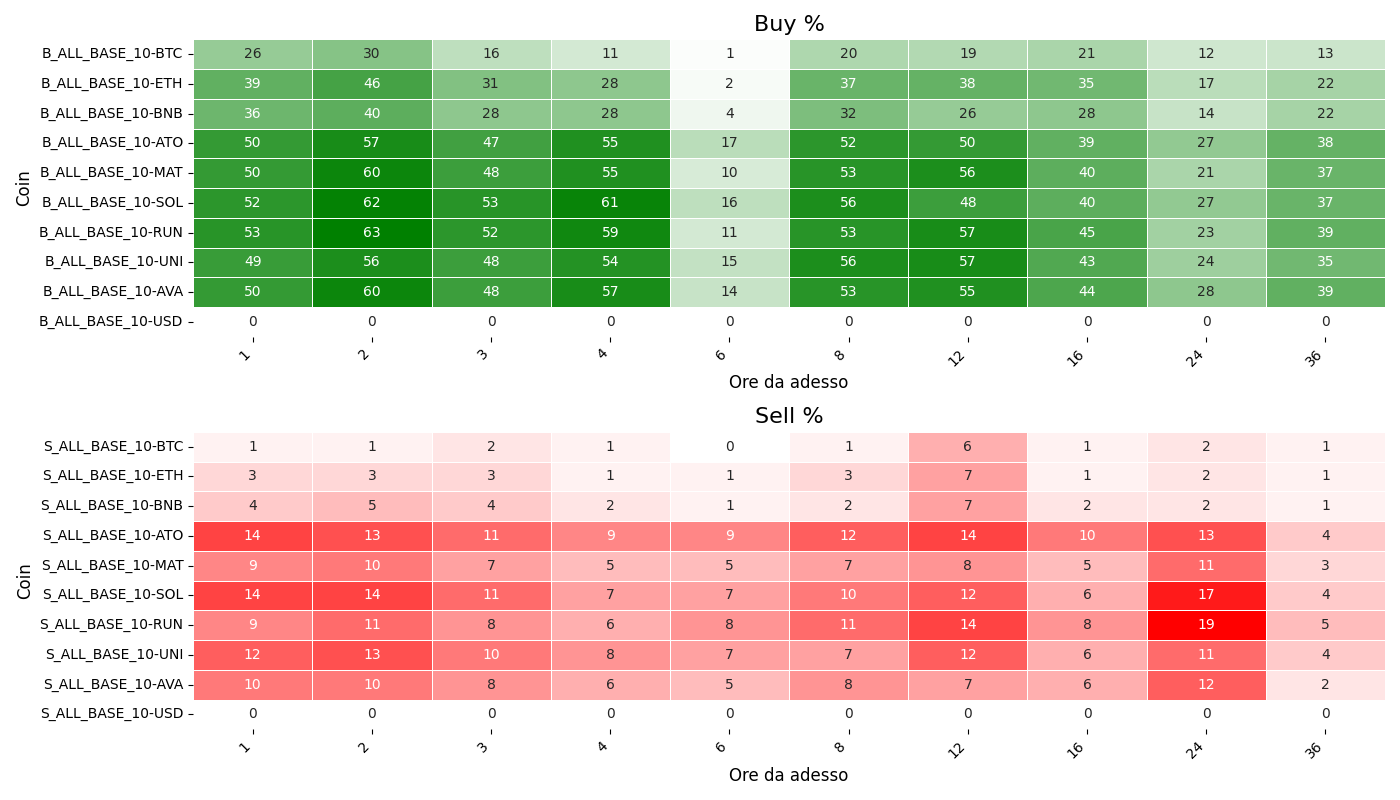 Buy %
Coin
B_ALL_BASE_10-BTC 26 30 16 11 1 20 19 21 12 13
B_ALL_BASE_10-ETH 39 46 31 28 2 37 38 35 17 22
B_ALL_BASE_10-BNB 36 40 28 28 4 32 26 28 14 22
B_ALL_BASE_10-ATO 50 57 47 55 17 52 50 39 27 38
B_ALL_BASE_10-MAT 50 60 48 55 10 53 56 40 21 37
B_ALL_BASE_10-SOL 52 62 53 61 16 56 48 40 27 37
B_ALL_BASE_10-RUN 53 63 52 59 11 53 57 45 23 39
B_ALL_BASE_10-UNI 49 56 48 54 15 56 57 43 24 35
B_ALL_BASE_10-AVA 50 60 48 57 14 53 55 44 28 39
B_ALL_BASE_10-USD 0 0 0 0 0 0 0 0 0 0
1 2 3 4 6 8 12 16 24 36
Ore da adesso
Sell %
Coin
S_ALL_BASE_10-BTC 1 1 2 1 0 1 6 1 2 1
S_ALL_BASE_10-ETH 3 3 3 1 1 3 7 1 2 1
S_ALL_BASE_10-BNB 4 5 4 2 1 2 7 2 2 1
S_ALL_BASE_10-ATO 14 13 11 9 9 12 14 10 13 4
S_ALL_BASE_10-MAT 9 10 7 5 5 7 8 5 11 3
S_ALL_BASE_10-SOL 14 14 11 7 7 10 12 6 17 4
S_ALL_BASE_10-RUN 9 11 8 6 8 11 14 8 19 5
S_ALL_BASE_10-UNI 12 13 10 8 7 7 12 6 11 4
S_ALL_BASE_10-AVA 10 10 8 6 5 8 7 6 12 2
S_ALL_BASE_10-USD 0 0 0 0 0 0 0 0 0 0
1 2 3 4 6 8 12 16 24 36
Ore da adesso